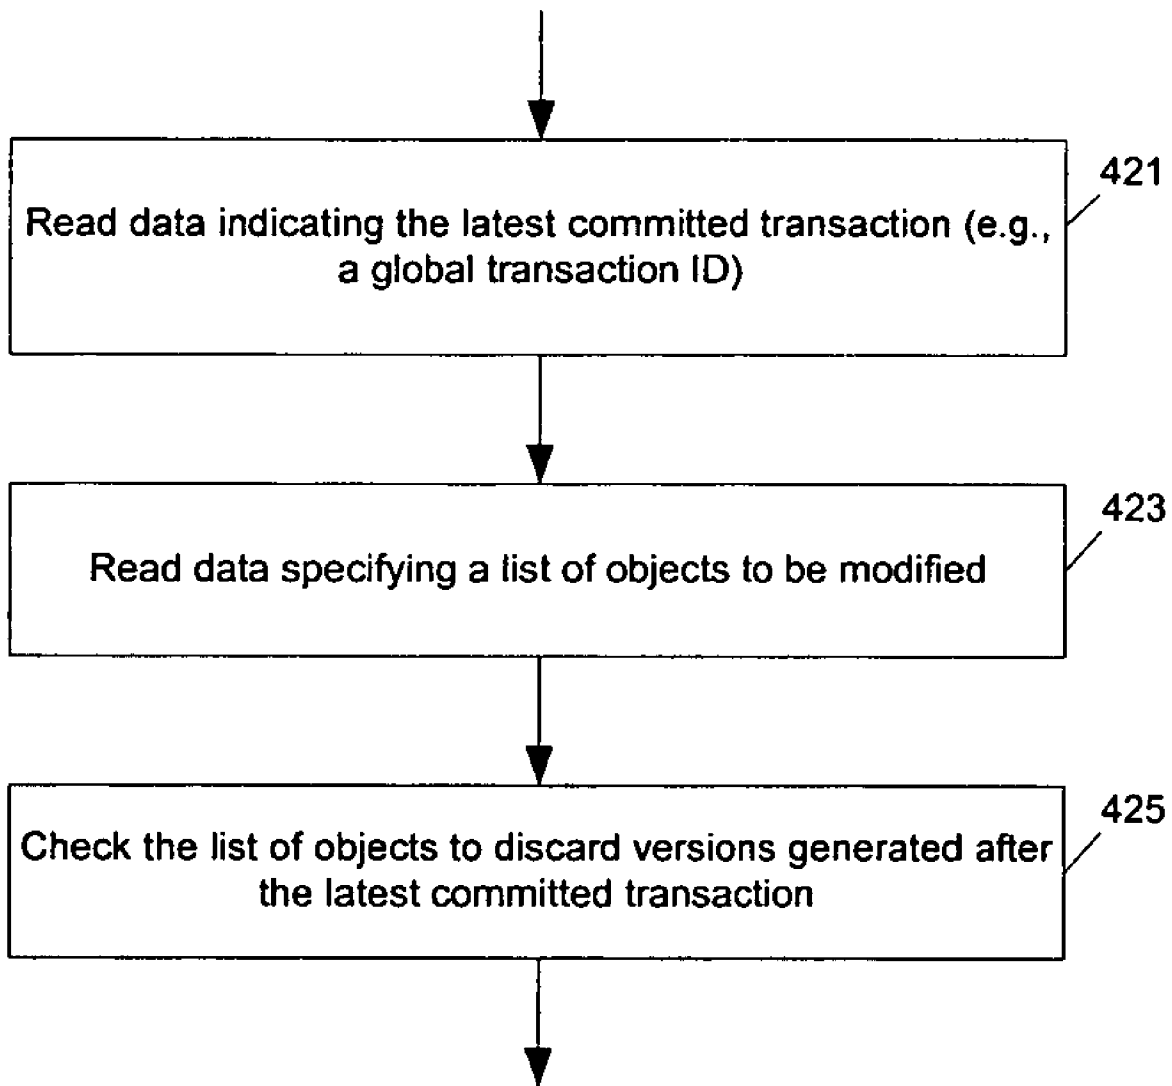 421
Read data indicating the latest committed transaction (e.g.,
a global transaction ID)
423
Read data specifying a list of objects to be modified
425
Check the list of objects to discard versions generated after
the latest committed transaction